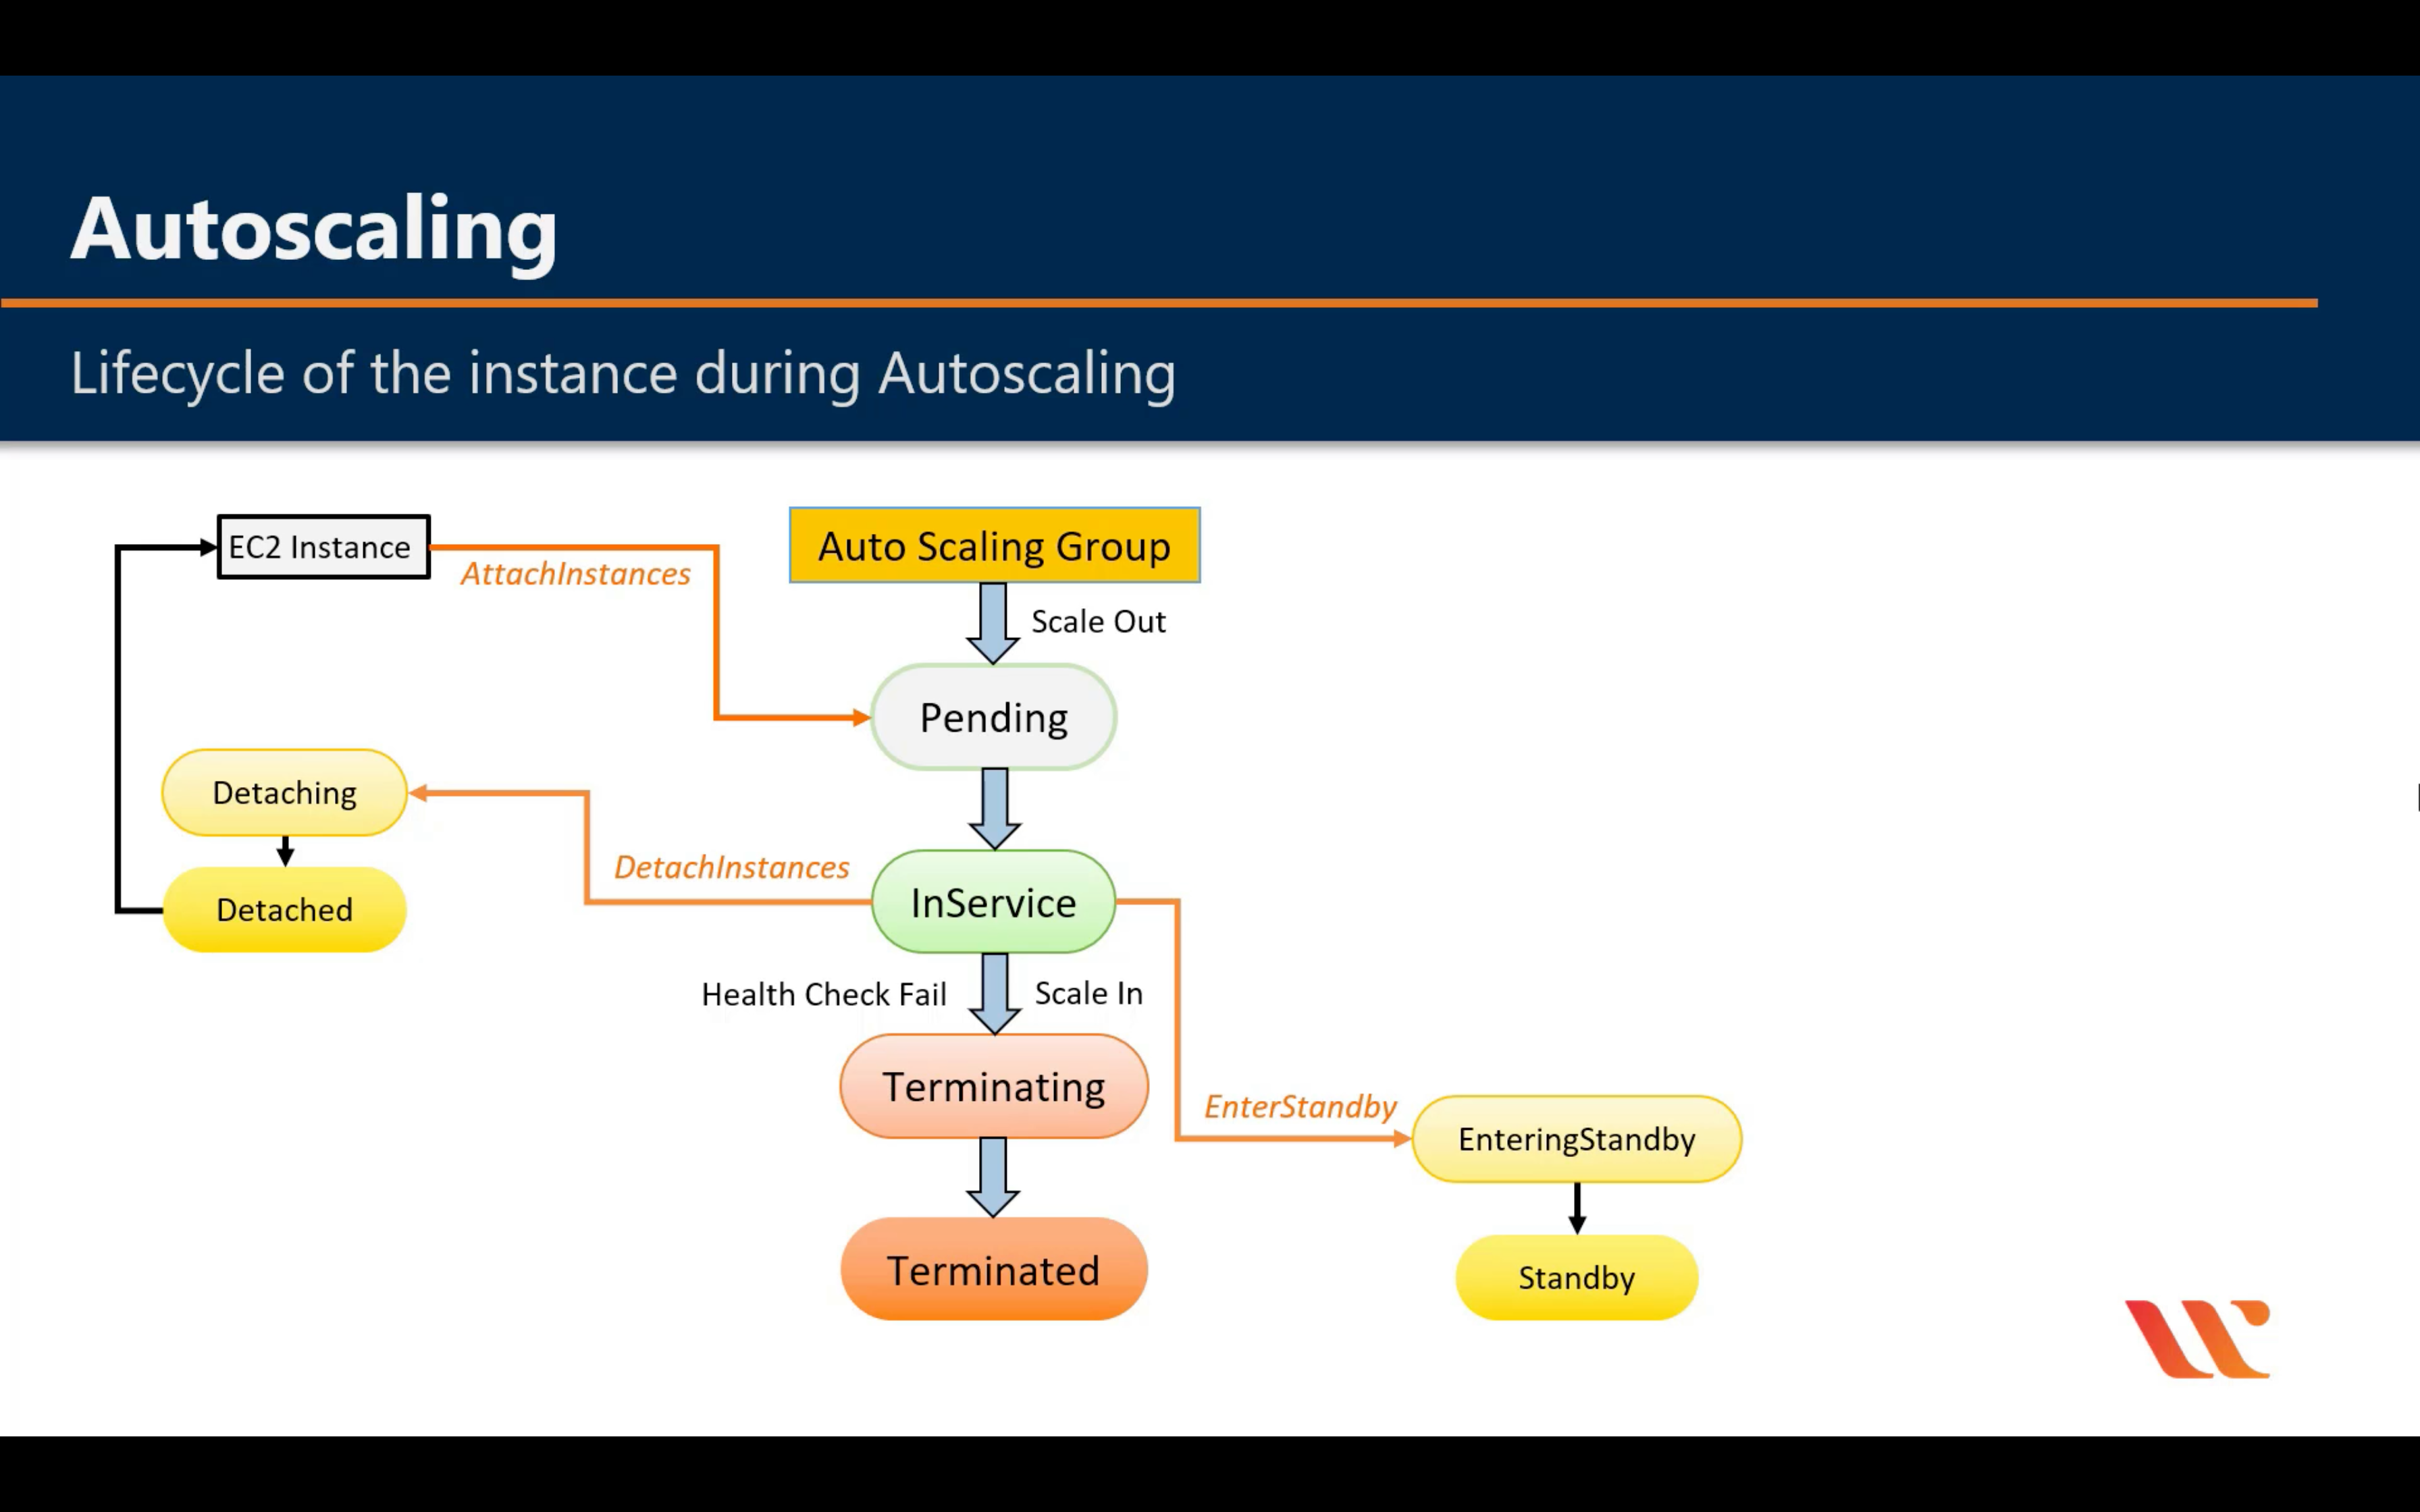 Autoscaling
Lifecycle of the instance during Autoscaling
EC2 Instance
AttachInstances
Auto Scaling Group
Scale Out
Pending
Detaching
DetachInstances
Detached
InService
Health Check Fail
Scale In
Terminating
EnterStandby
EnteringStandby
Terminated
Standby